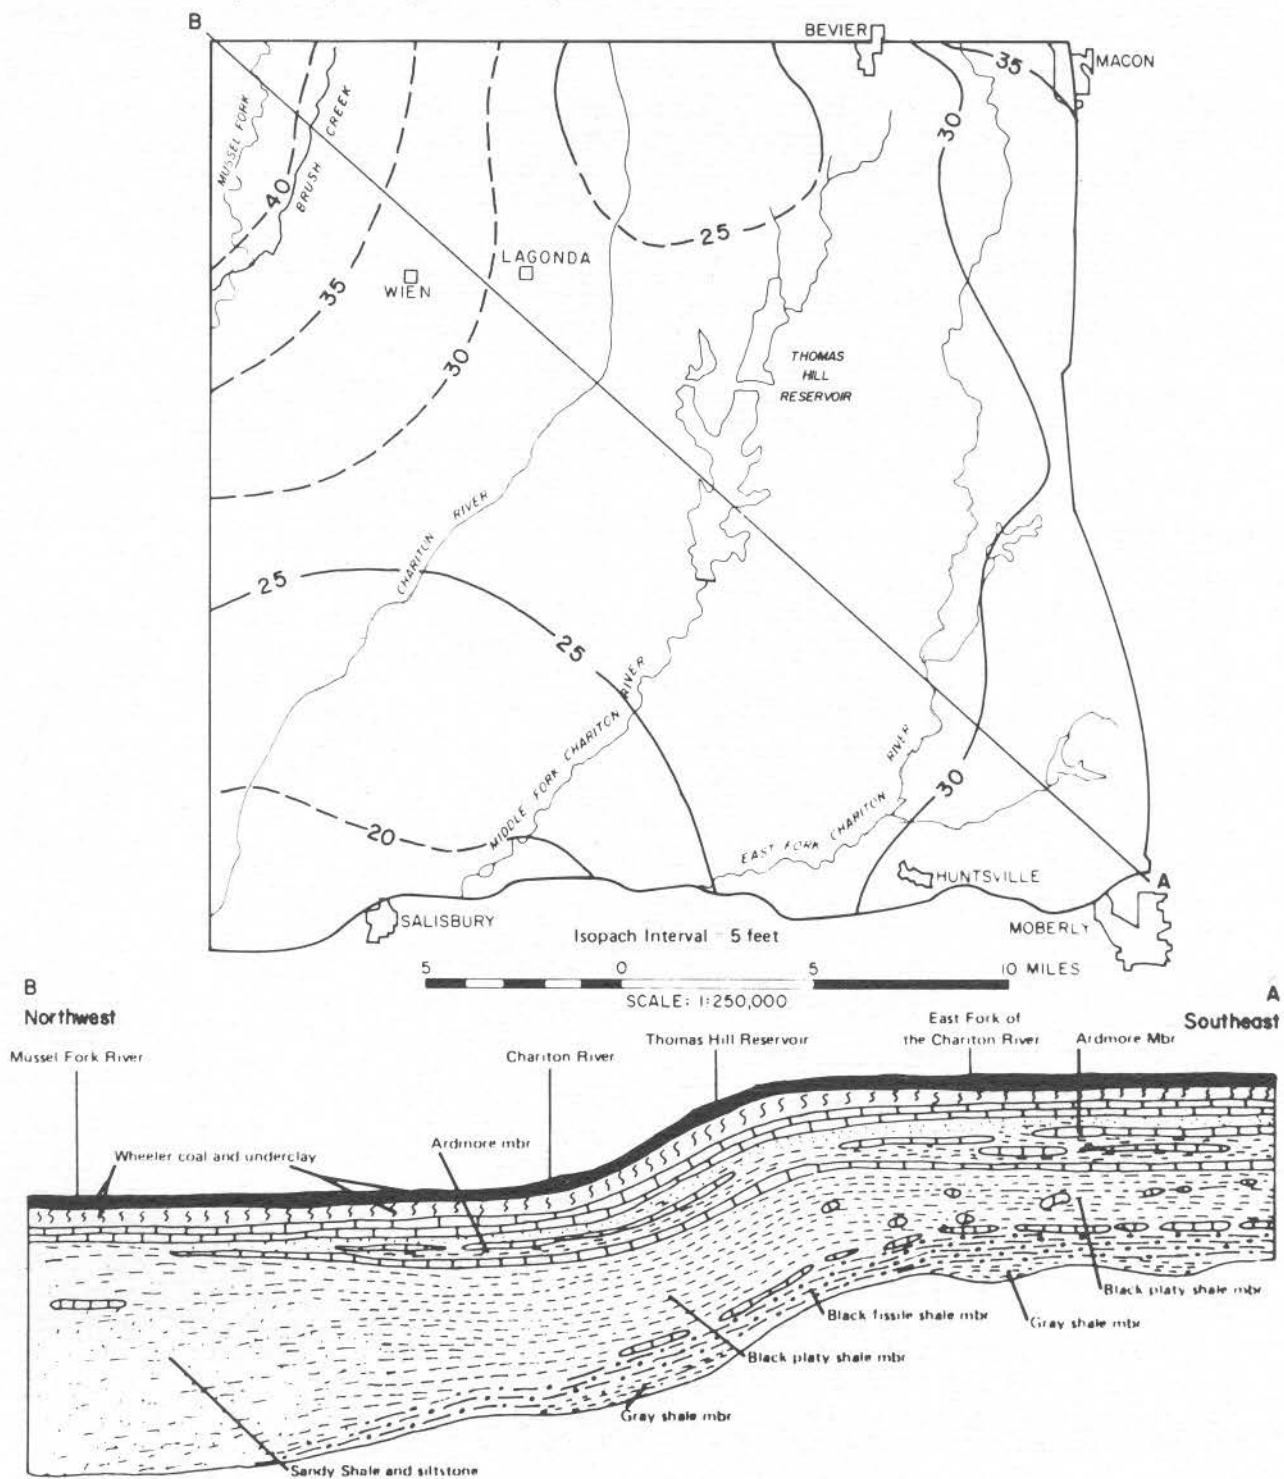 B
BEVIER
MACON
35
30
MUSSEL FORK
BRUSH CREEK
40
25
LAGONDA
WIEN
35
30
THOMAS
HILL
RESERVOIR
CHARITON RIVER
25
25
MIDDLE FORK CHARITON RIVER
20
30
EAST FORK CHARITON RIVER
HUNTSVILLE
A
SALISBURY
MOBERLY
Isopach Interval - 5 feet
5 0 5 10 MILES
SCALE: 1:250,000
B
Northwest
A
Southeast
Mussel Fork River
Chariton River
Thomas Hill Reservoir
East Fork of
the Chariton River
Ardmore Mbr
Wheeler coal and underclay
Ardmore mbr
Black platy shale mbr
Black fissile shale mbr
Gray shale mbr
Black platy shale mbr
Gray shale mbr
Sandy Shale and siltstone